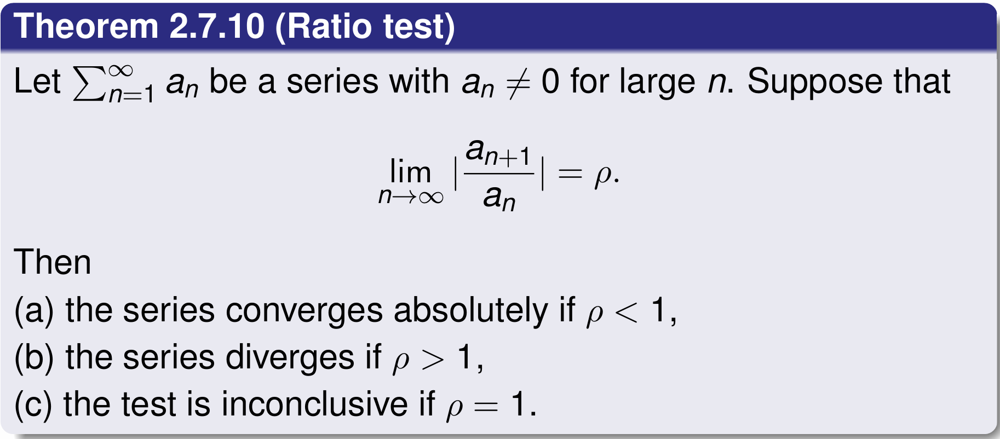 Theorem 2.7.10 (Ratio test)
Let $\sum_{n=1}^{\infty} a_n$ be a series with $a_n \neq 0$ for large $n$. Suppose that
$\lim_{n\to\infty} |\frac{a_{n+1}}{a_n}| = \rho.$
Then
(a) the series converges absolutely if $\rho < 1$,
(b) the series diverges if $\rho > 1$,
(c) the test is inconclusive if $\rho = 1$.